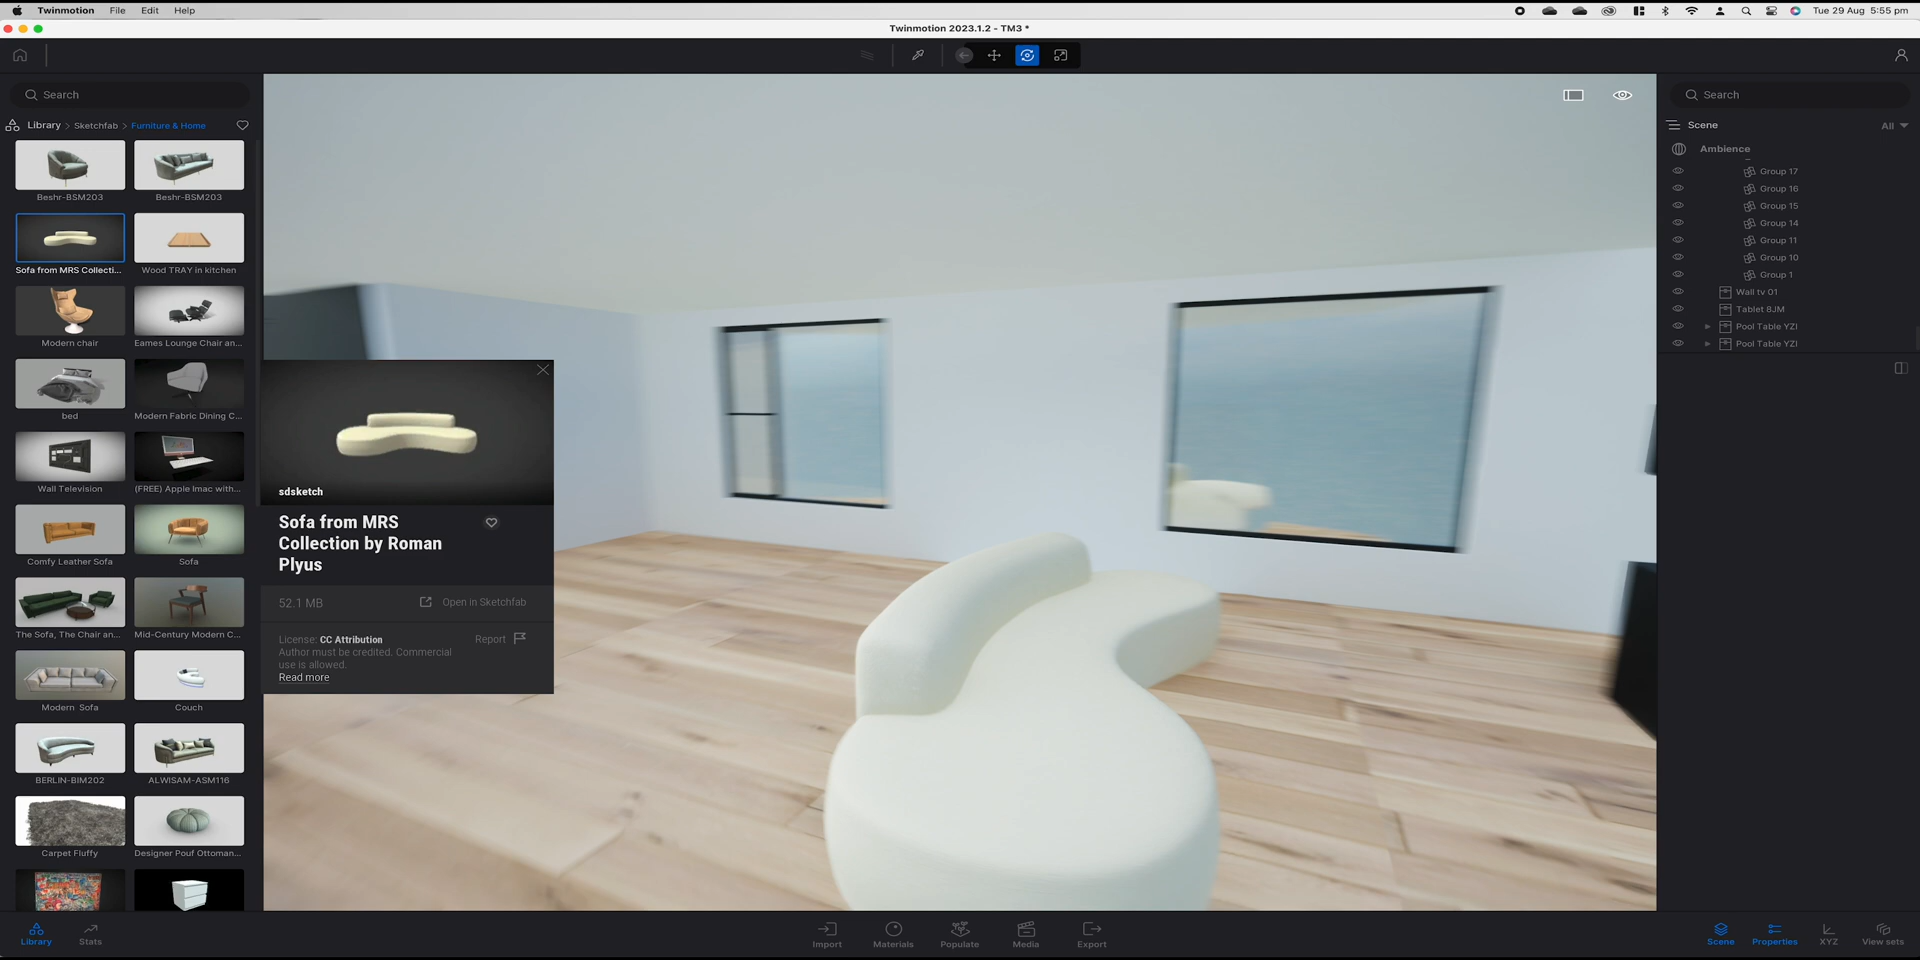 Twinmotion File Edit Help
Tue 29 Aug 5:55 pm
Twinmotion 2023.1.2 - TM3 *
Search
Library > Sketchfab > Furniture & Home
Beshr-BSM203
Beshr-BSM203
Sofa from MRS Collecti...
Wood TRAY in kitchen
Modern chair
Eames Lounge Chair an...
bed
Modern Fabric Dining C...
Wall Television
(FREE) Apple Imac with...
Comfy Leather Sofa
Sofa
The Sofa, The Chair an...
Mid-Century Modern C...
Modern Sofa
Couch
BERLIN-BIM202
ALWISAM-ASM116
Carpet Fluffy
Designer Pouf Ottoman...
sdsketch
Sofa from MRS
Collection by Roman
Plyus
52.1 MB
Open in Sketchfab
License: CC Attribution
Report
Author must be credited. Commercial
use is allowed.
Read more
Search
Scene
All
Ambience
Group 17
Group 16
Group 15
Group 14
Group 11
Group 10
Group 1
Wall tv 01
Tablet 8JM
Pool Table YZI
Pool Table YZI
Library
Stats
Import
Materials
Populate
Media
Export
Scene
Properties
XYZ
View sets